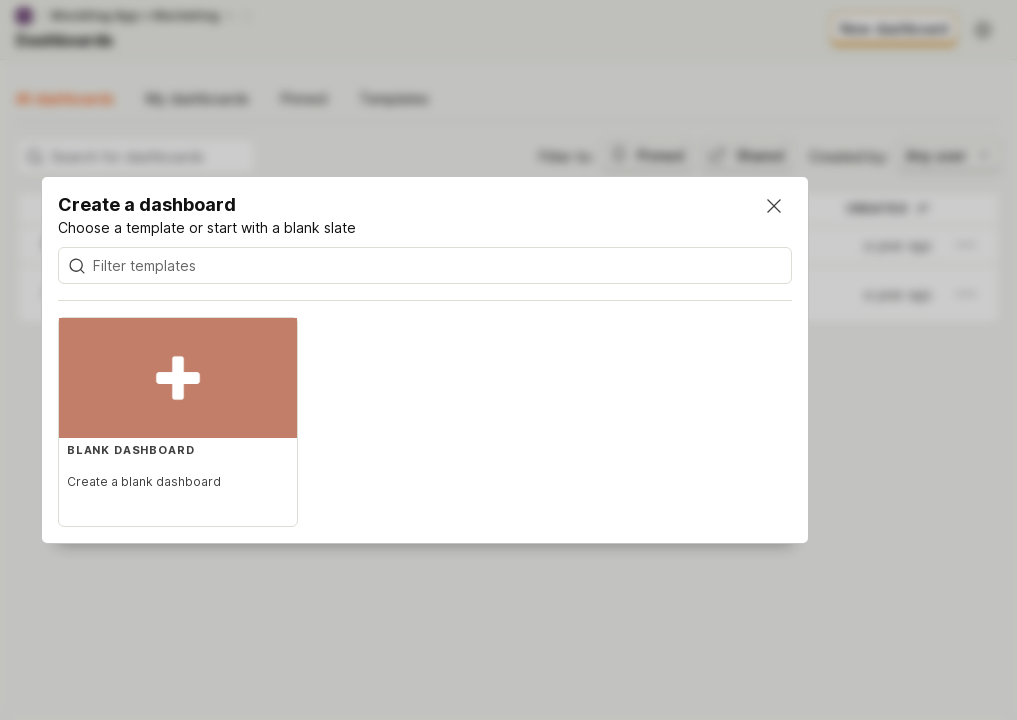 Dashboards
New dashboard
All dashboards
My dashboards
Pinned
Templates
Search for dashboards
Filter to:
Pinned
Shared
Created by:
Any user
Create a dashboard
Choose a template or start with a blank slate
Filter templates
CREATED
a year ago
a year ago
BLANK DASHBOARD
Create a blank dashboard